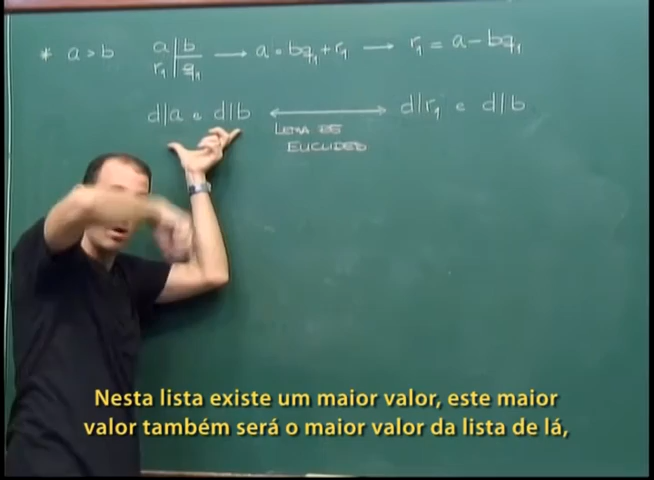 * a > b a | b r₁ | q₁ → a = bq₁ + r₁ → r₁ = a - bq₁
d|a e d|b ↔ d|r₁ e d|b
LEMA DE
EUCLIDES
Nesta lista existe um maior valor, este maior
valor também será o maior valor da lista de lá,